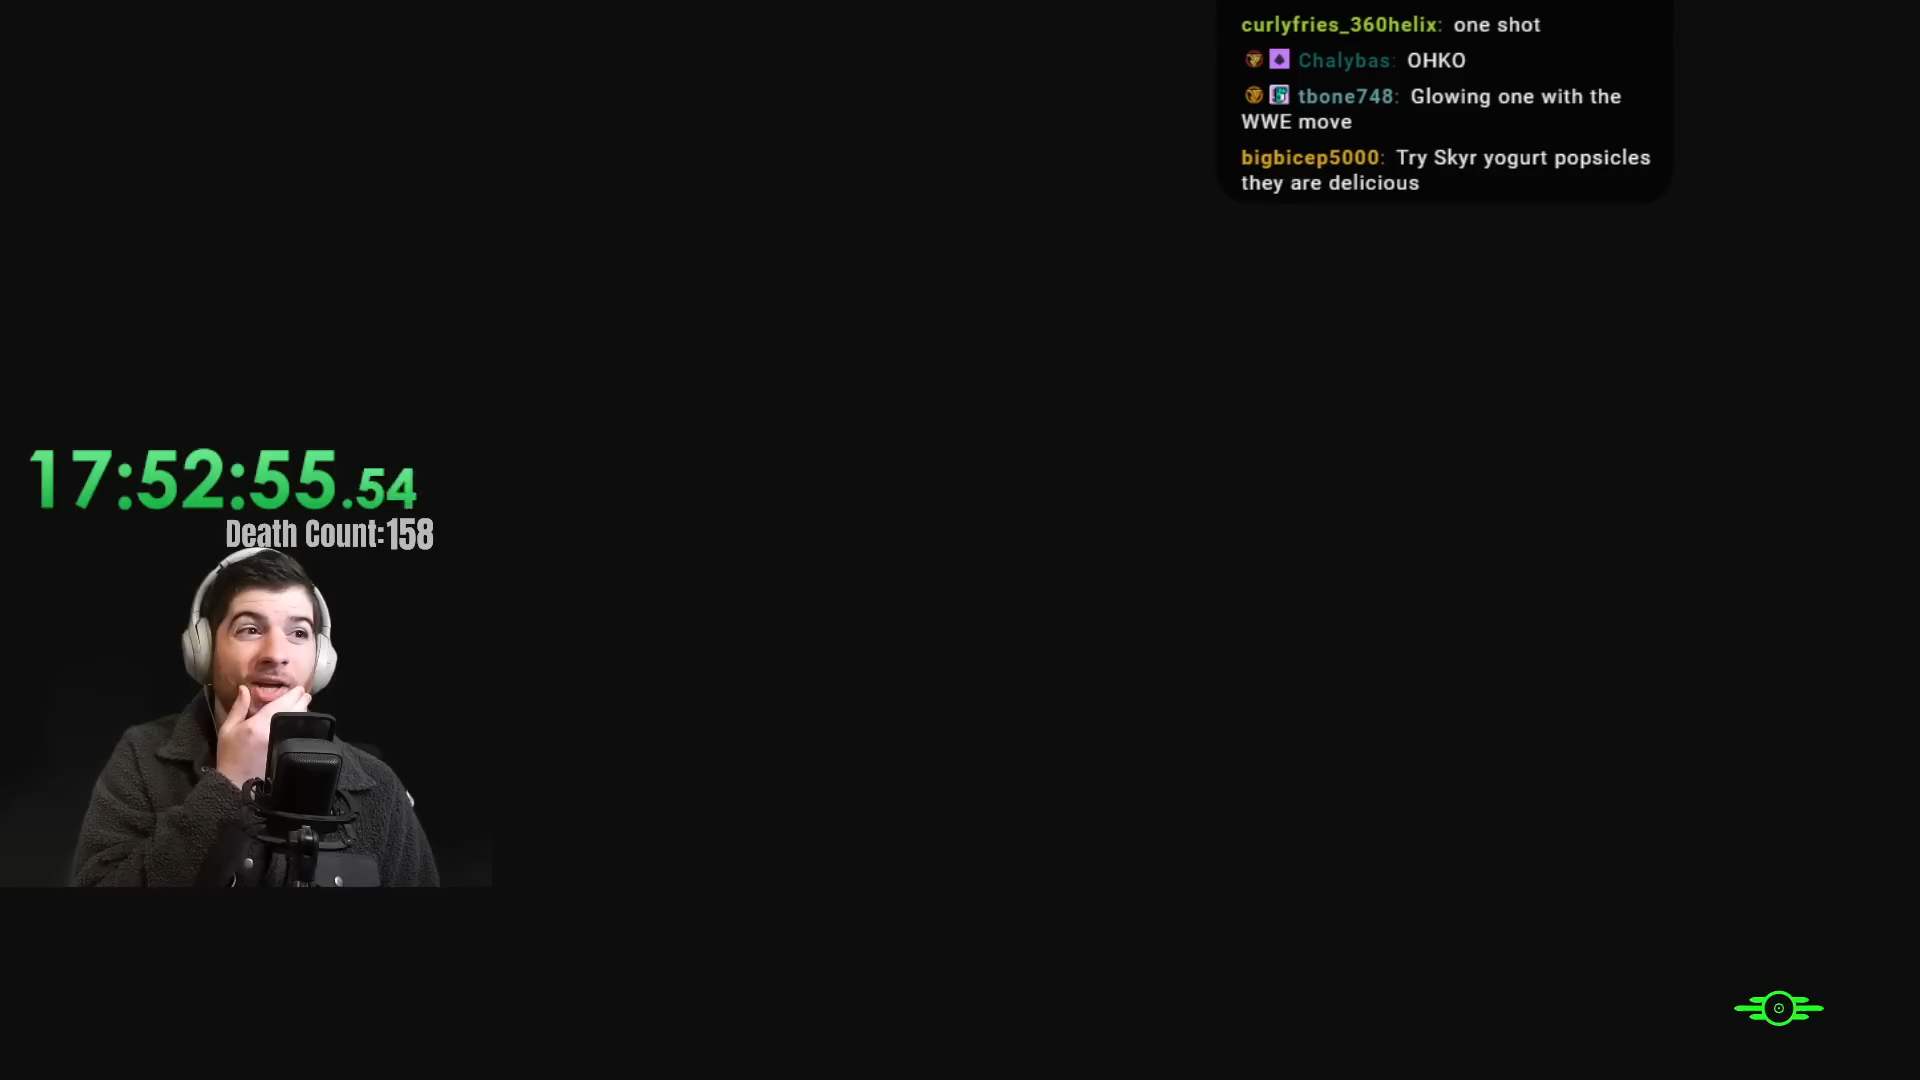 curlyfries_360helix: one shot
Chalybas: OHKO
tbone748: Glowing one with the
WWE move
bigbicep5000: Try Skyr yogurt popsicles
they are delicious
17:52:55.54
Death Count:158